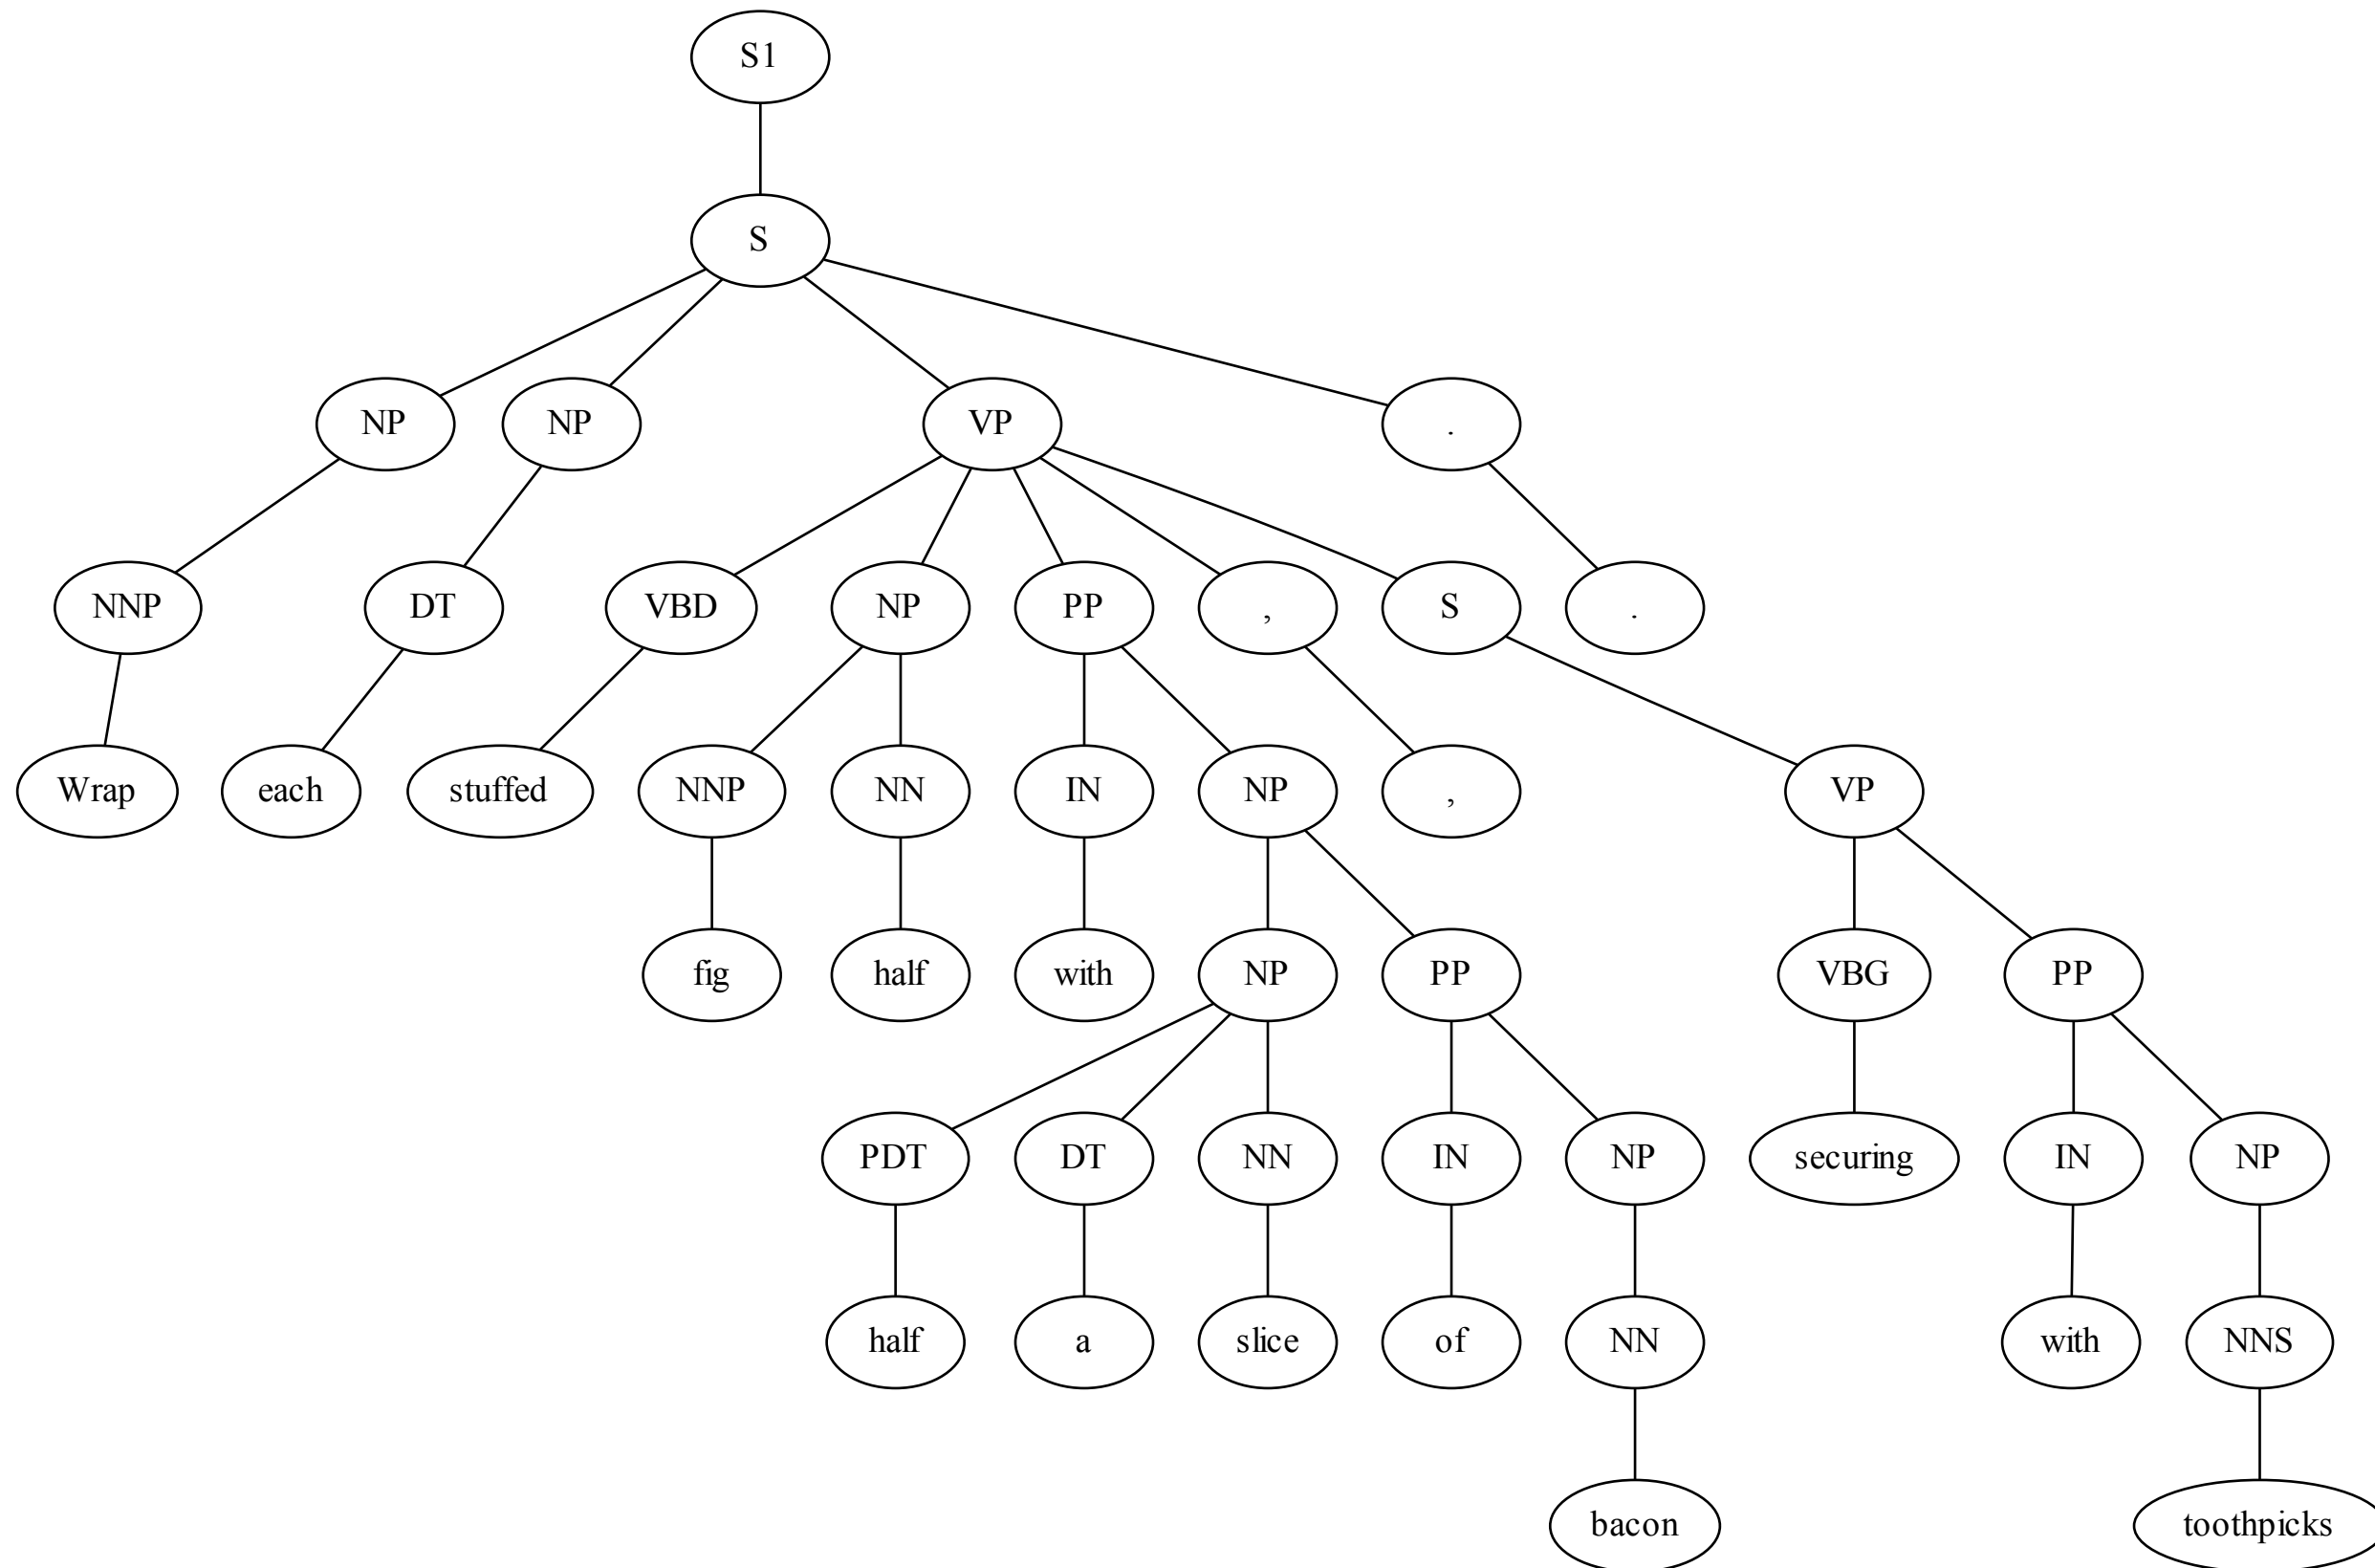 S1
S
NP NP VP .
NNP DT VBD NP PP , S .
Wrap each stuffed NNP NN IN NP , VP
fig half with NP PP VBG PP
PDT DT NN IN NP securing IN NP
half a slice of NN with NNS
bacon toothpicks